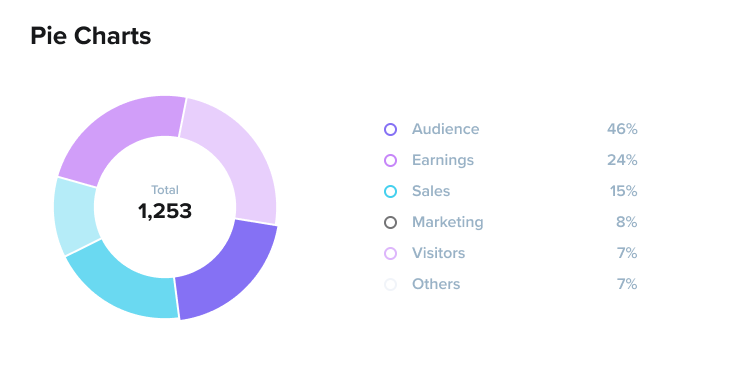 Pie Charts
Total
1,253
Audience 46%
Earnings 24%
Sales 15%
Marketing 8%
Visitors 7%
Others 7%